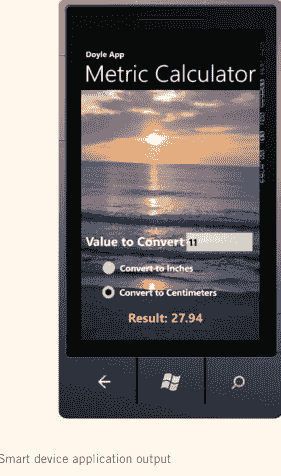 Doyle App
Metric Calculator
Value to Convert 11
Convert to Inches
Convert to Centimeters
Result: 27.94
Smart device application output